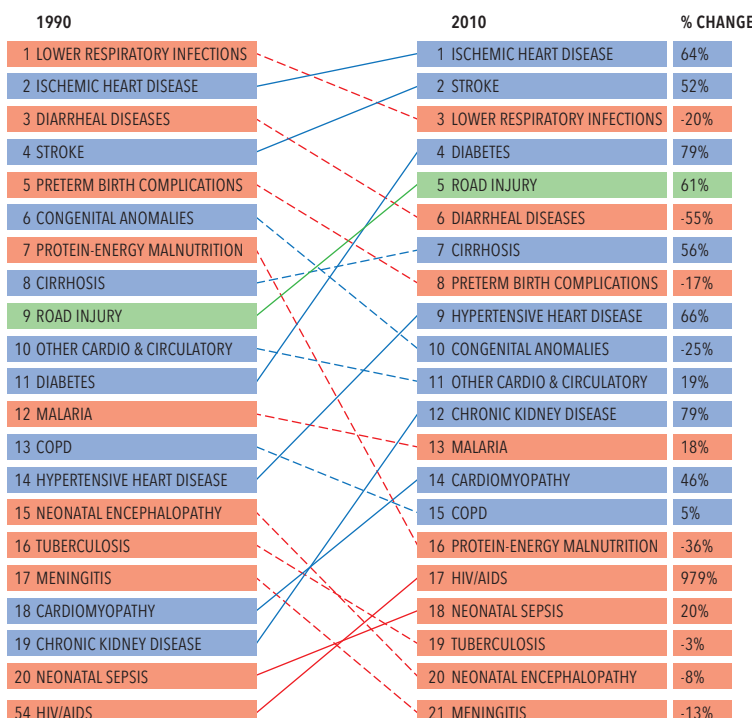 1990 2010 % CHANGE
1 LOWER RESPIRATORY INFECTIONS 1 ISCHEMIC HEART DISEASE 64%
2 ISCHEMIC HEART DISEASE 2 STROKE 52%
3 DIARRHEAL DISEASES 3 LOWER RESPIRATORY INFECTIONS -20%
4 STROKE 4 DIABETES 79%
5 PRETERM BIRTH COMPLICATIONS 5 ROAD INJURY 61%
6 CONGENITAL ANOMALIES 6 DIARRHEAL DISEASES -55%
7 PROTEIN-ENERGY MALNUTRITION 7 CIRRHOSIS 56%
8 CIRRHOSIS 8 PRETERM BIRTH COMPLICATIONS -17%
9 ROAD INJURY 9 HYPERTENSIVE HEART DISEASE 66%
10 OTHER CARDIO & CIRCULATORY 10 CONGENITAL ANOMALIES -25%
11 DIABETES 11 OTHER CARDIO & CIRCULATORY 19%
12 MALARIA 12 CHRONIC KIDNEY DISEASE 79%
13 COPD 13 MALARIA 18%
14 HYPERTENSIVE HEART DISEASE 14 CARDIOMYOPATHY 46%
15 NEONATAL ENCEPHALOPATHY 15 COPD 5%
16 TUBERCULOSIS 16 PROTEIN-ENERGY MALNUTRITION -36%
17 MENINGITIS 17 HIV/AIDS 979%
18 CARDIOMYOPATHY 18 NEONATAL SEPSIS 20%
19 CHRONIC KIDNEY DISEASE 19 TUBERCULOSIS -3%
20 NEONATAL SEPSIS 20 NEONATAL ENCEPHALOPATHY -8%
54 HIV/AIDS 21 MENINGITIS -13%